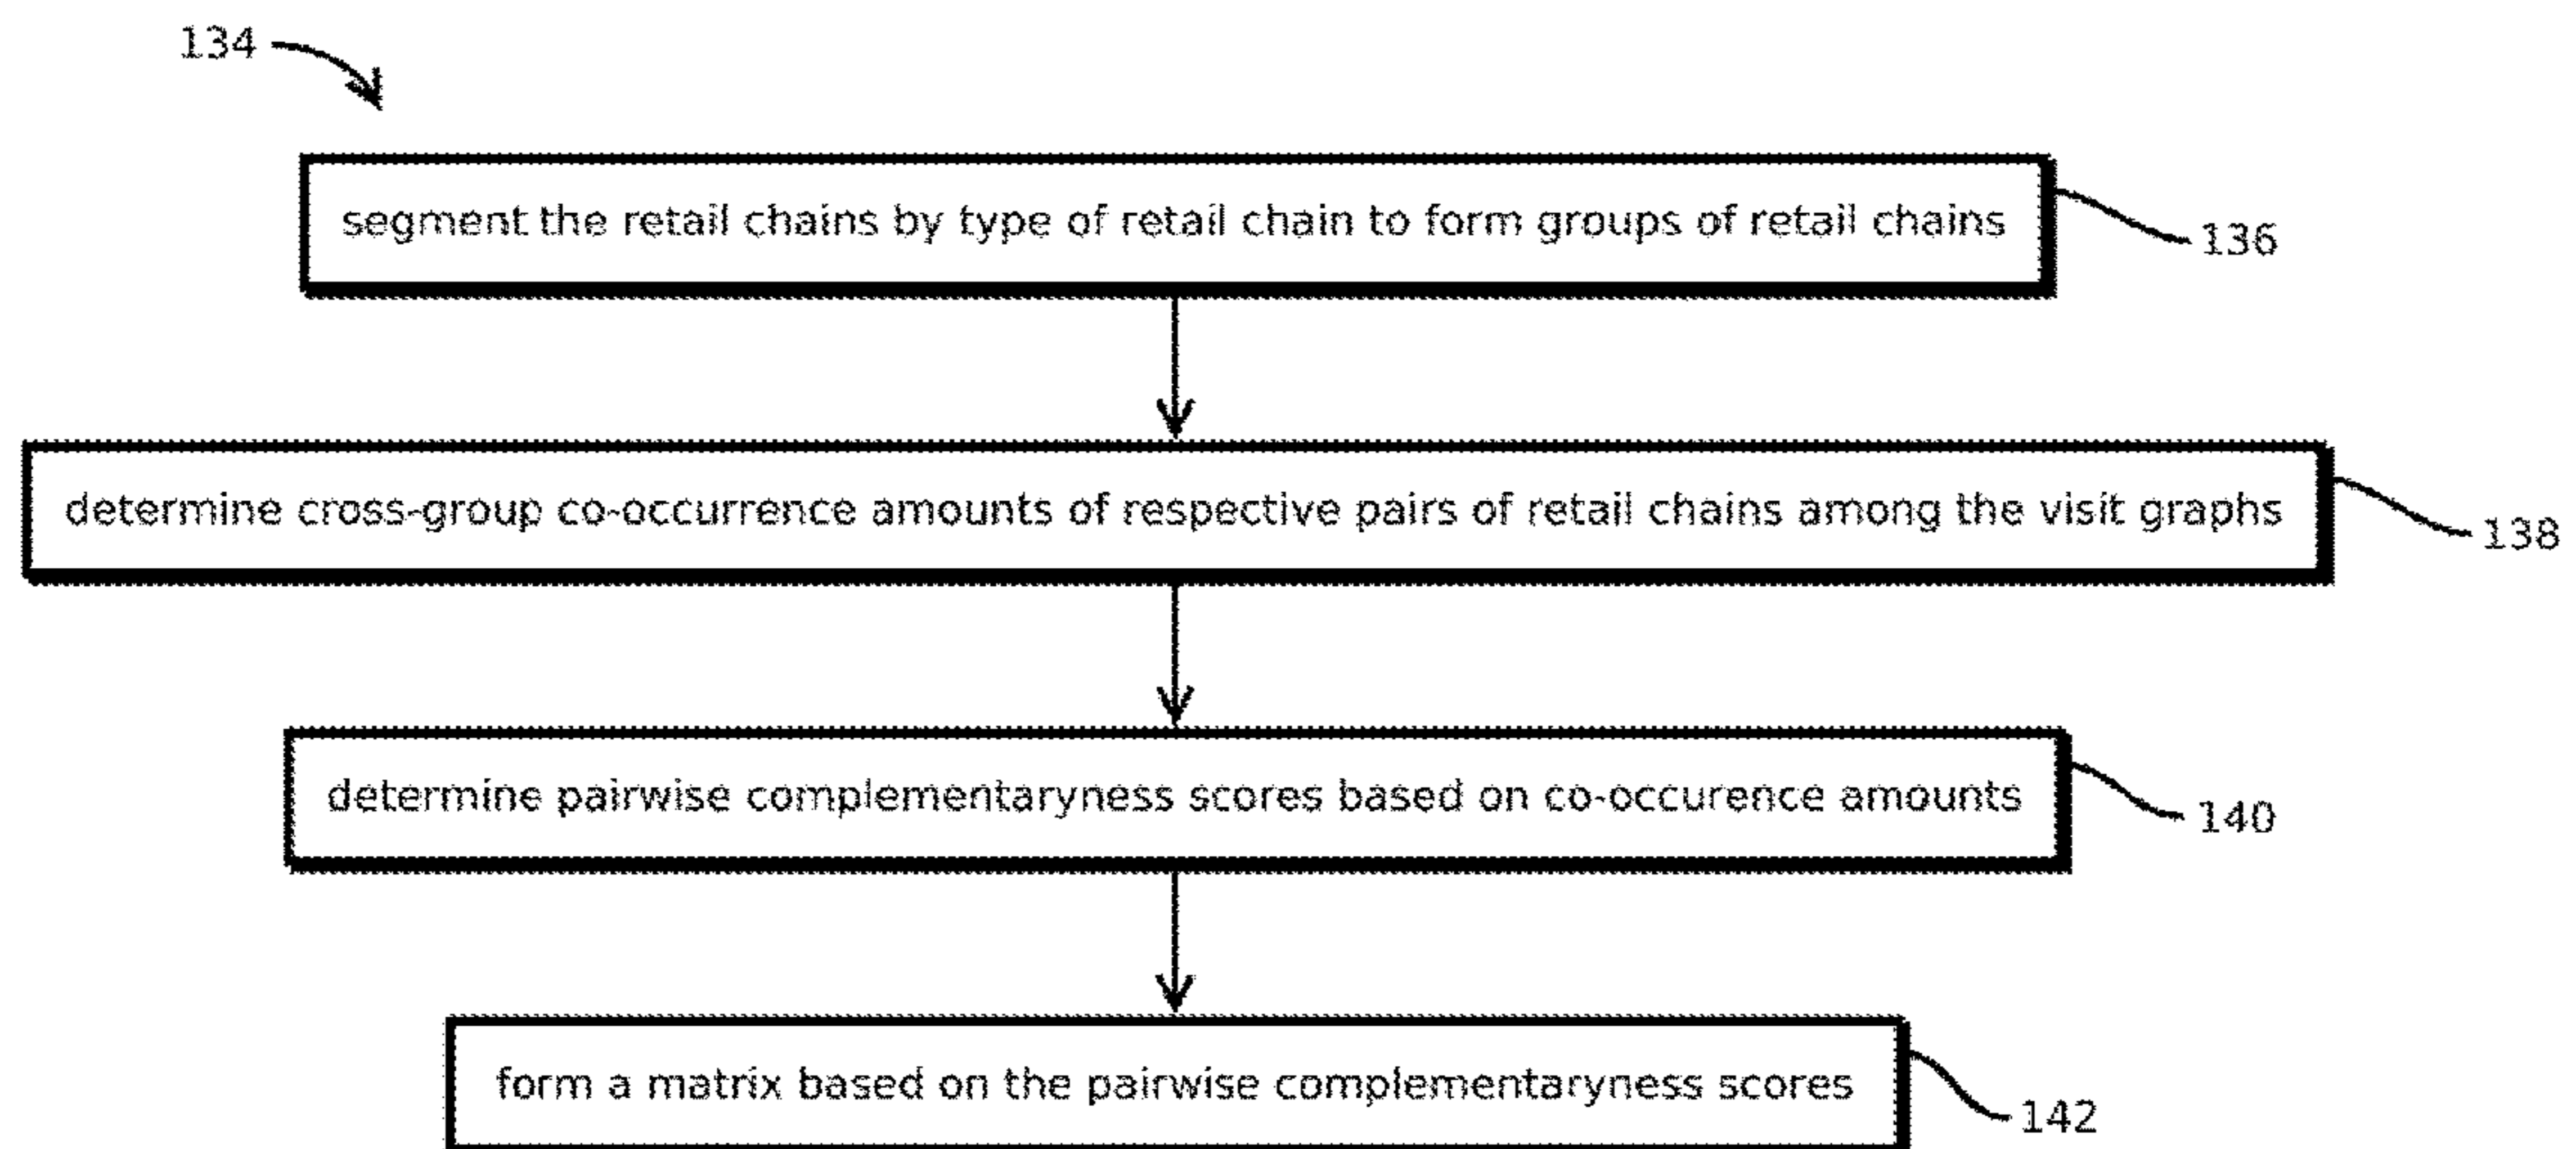 134
segment the retail chains by type of retail chain to form groups of retail chains
136
determine cross-group co-occurrence amounts of respective pairs of retail chains among the visit graphs
138
determine pairwise complementaryness scores based on co-occurence amounts
140
form a matrix based on the pairwise complementaryness scores
142